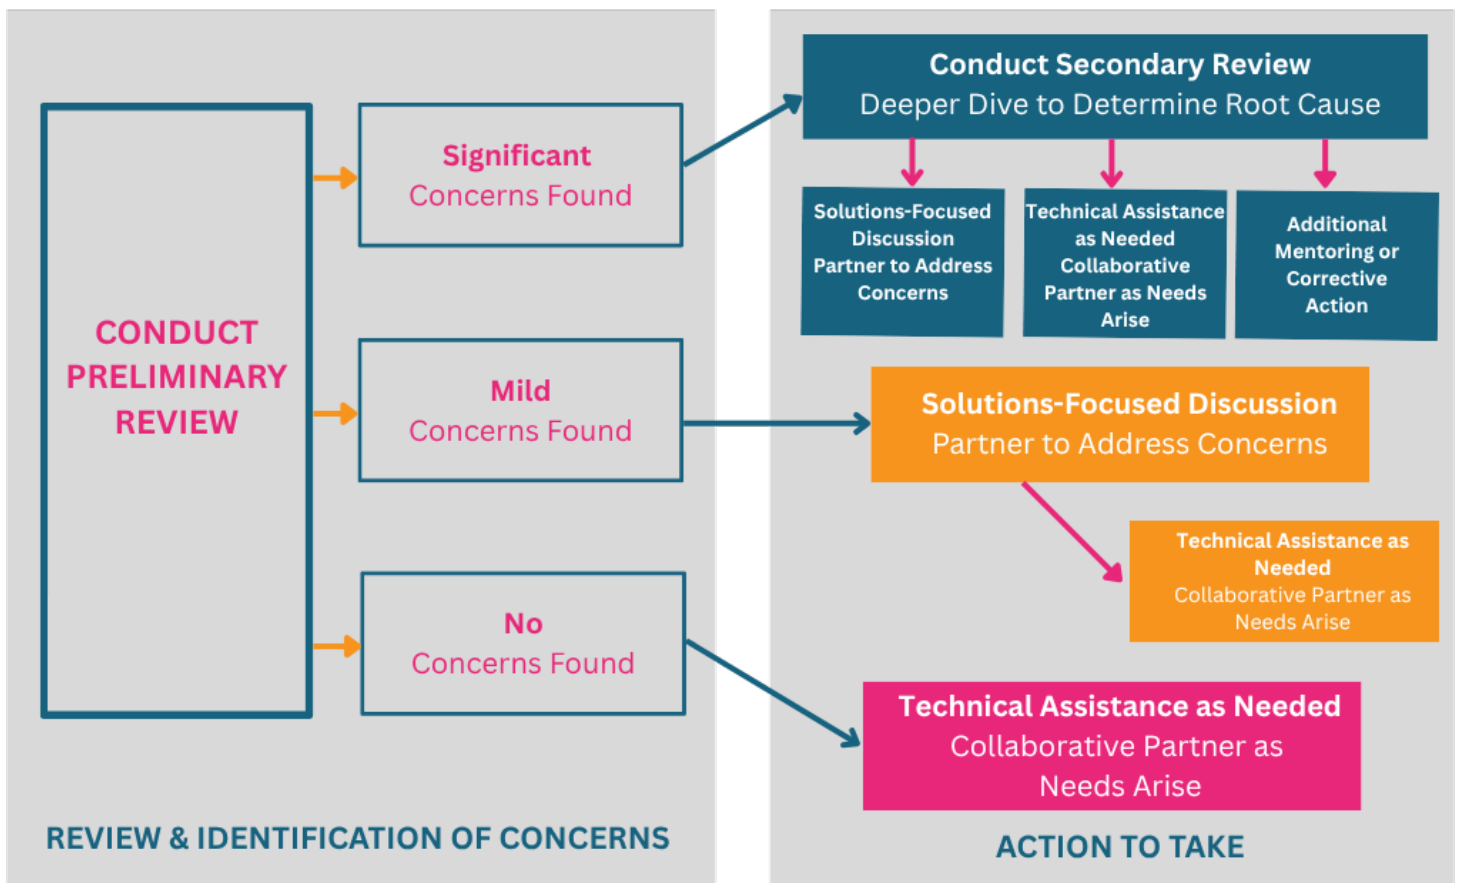 CONDUCT
PRELIMINARY
REVIEW
Significant
Concerns Found
Mild
Concerns Found
No
Concerns Found
REVIEW & IDENTIFICATION OF CONCERNS
Conduct Secondary Review
Deeper Dive to Determine Root Cause
Solutions-Focused
Discussion
Partner to Address
Concerns
Technical Assistance
as Needed
Collaborative
Partner as Needs
Arise
Additional
Mentoring or
Corrective
Action
Solutions-Focused Discussion
Partner to Address Concerns
Technical Assistance as
Needed
Collaborative Partner as
Needs Arise
Technical Assistance as Needed
Collaborative Partner as
Needs Arise
ACTION TO TAKE